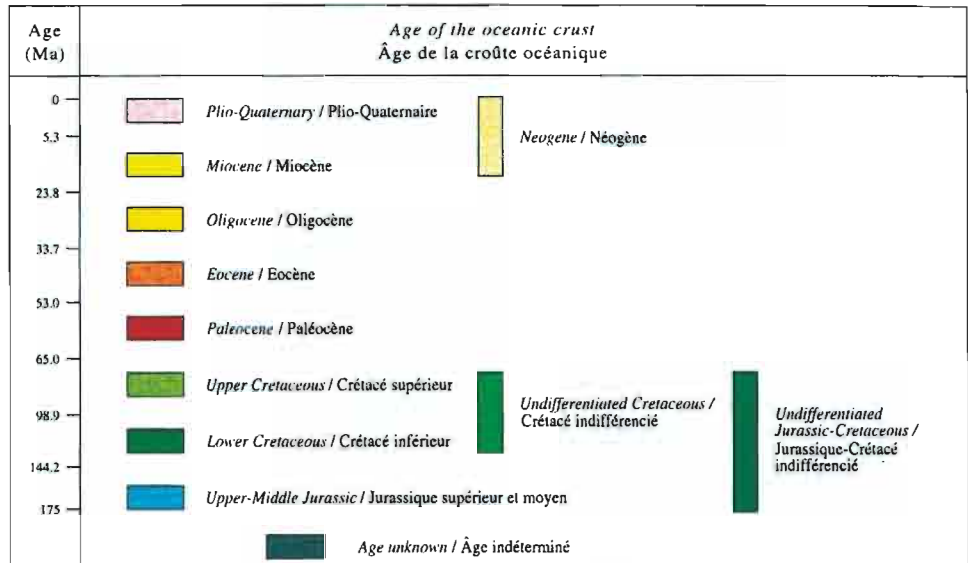 Age
(Ma)
Age of the oceanic crust
Âge de la croûte océanique
0
Plio-Quaternary / Plio-Quaternaire
5.3
Neogene / Néogène
Miocene / Miocène
23.8
Oligocene / Oligocène
33.7
Eocene / Eocène
53.0
Paleocene / Paléocène
65.0
Upper Cretaceous / Crétacé supérieur
Undifferentiated Cretaceous /
Crétacé indifférencié
98.9
Undifferentiated
Jurassic-Cretaceous /
Jurassique-Crétacé
indifférencié
Lower Cretaceous / Crétacé inférieur
144.2
Upper-Middle Jurassic / Jurassique supérieur et moyen
175
Age unknown / Âge indéterminé